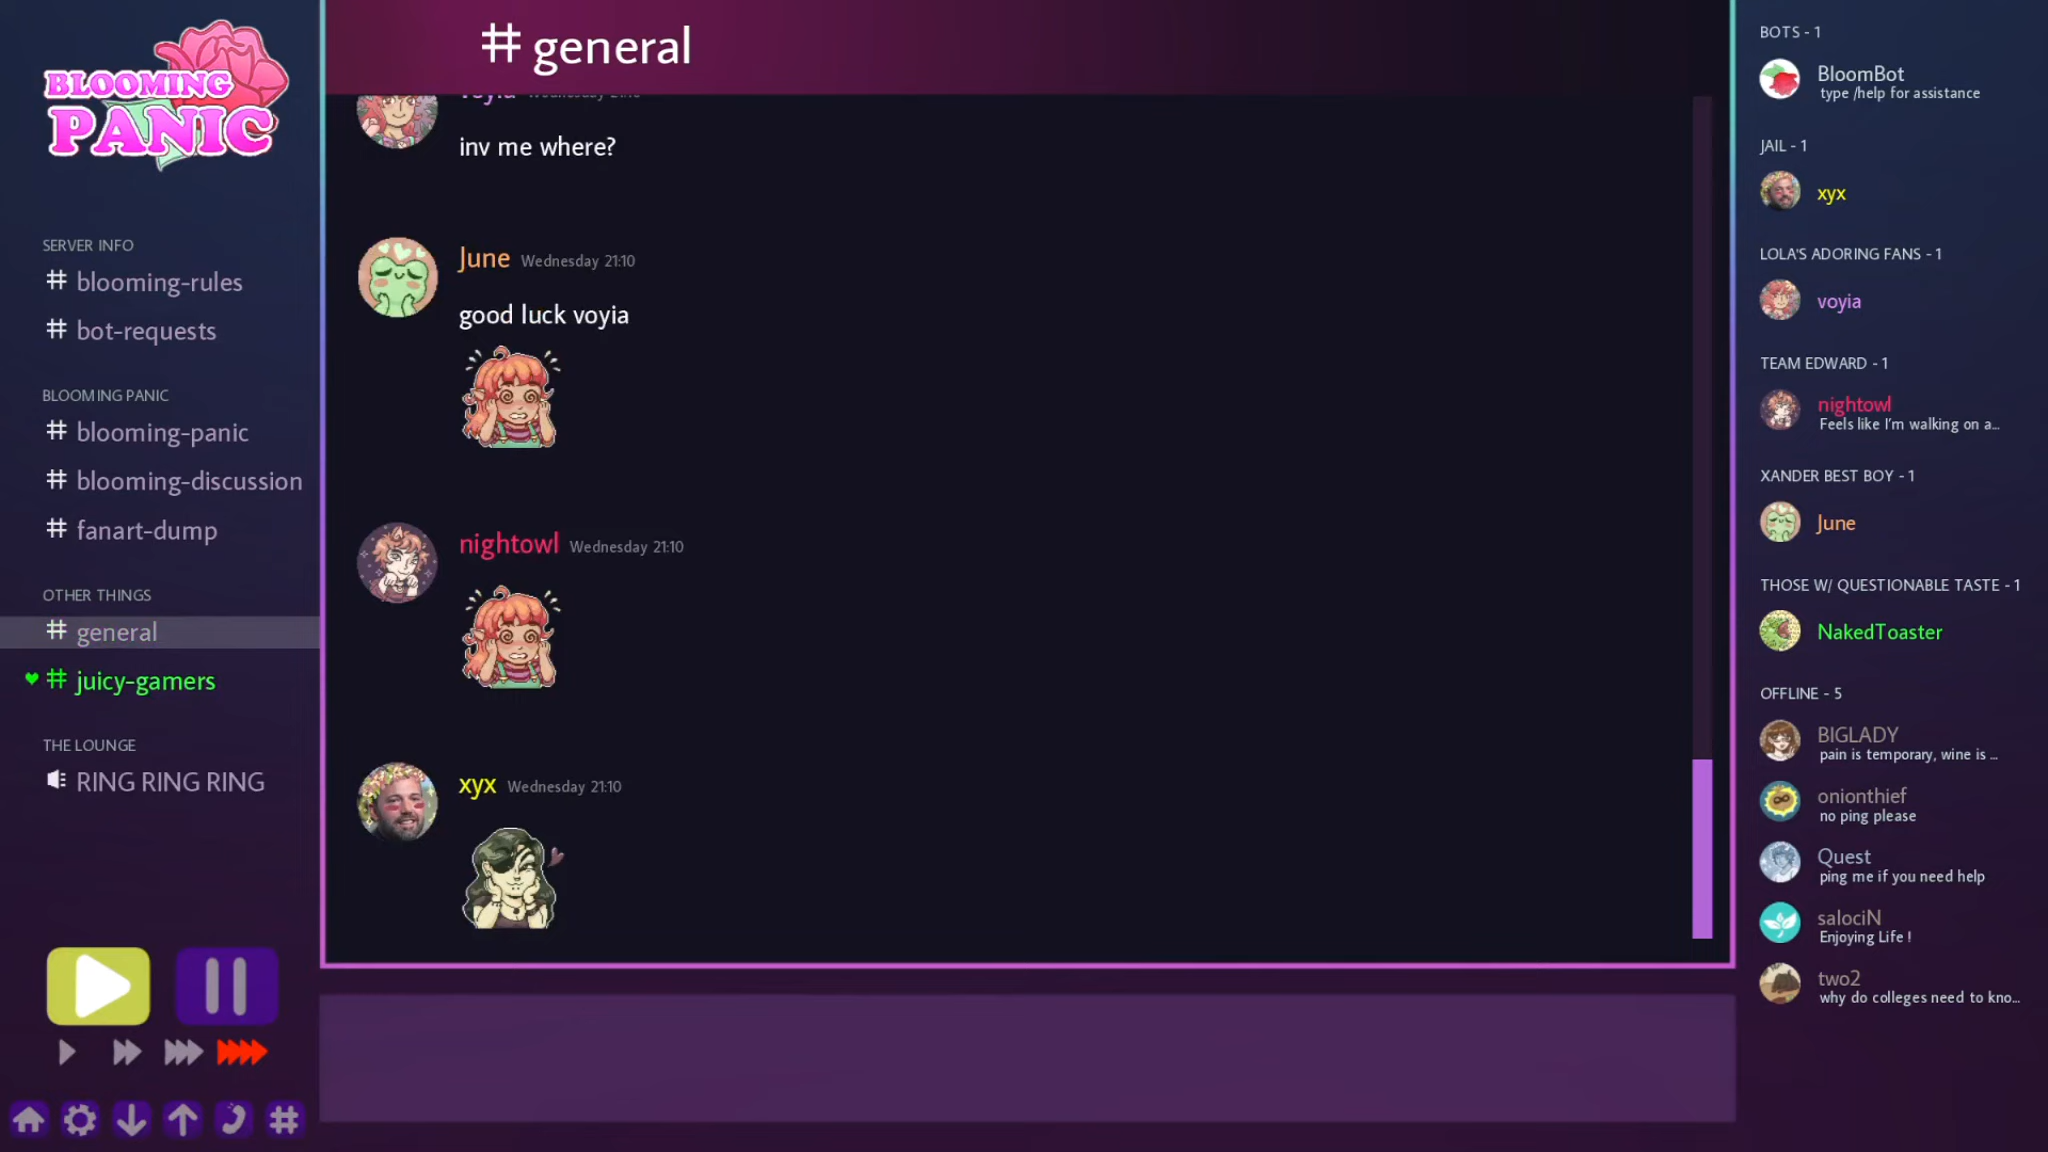 BLOOMING
PANIC
SERVER INFO
# blooming-rules
# bot-requests
BLOOMING PANIC
# blooming-panic
# blooming-discussion
# fanart-dump
OTHER THINGS
# general
# juicy-gamers
THE LOUNGE
RING RING RING
# general
voyia Wednesday 21:10
inv me where?
June Wednesday 21:10
good luck voyia
nightowl Wednesday 21:10
xyx Wednesday 21:10
BOTS - 1
BloomBot
type /help for assistance
JAIL - 1
xyx
LOLA'S ADORING FANS - 1
voyia
TEAM EDWARD - 1
nightowl
Feels like I'm walking on a...
XANDER BEST BOY - 1
June
THOSE W/ QUESTIONABLE TASTE - 1
NakedToaster
OFFLINE - 5
BIGLADY
pain is temporary, wine is ...
onionthief
no ping please
Quest
ping me if you need help
salociN
Enjoying Life !
two2
why do colleges need to kno...